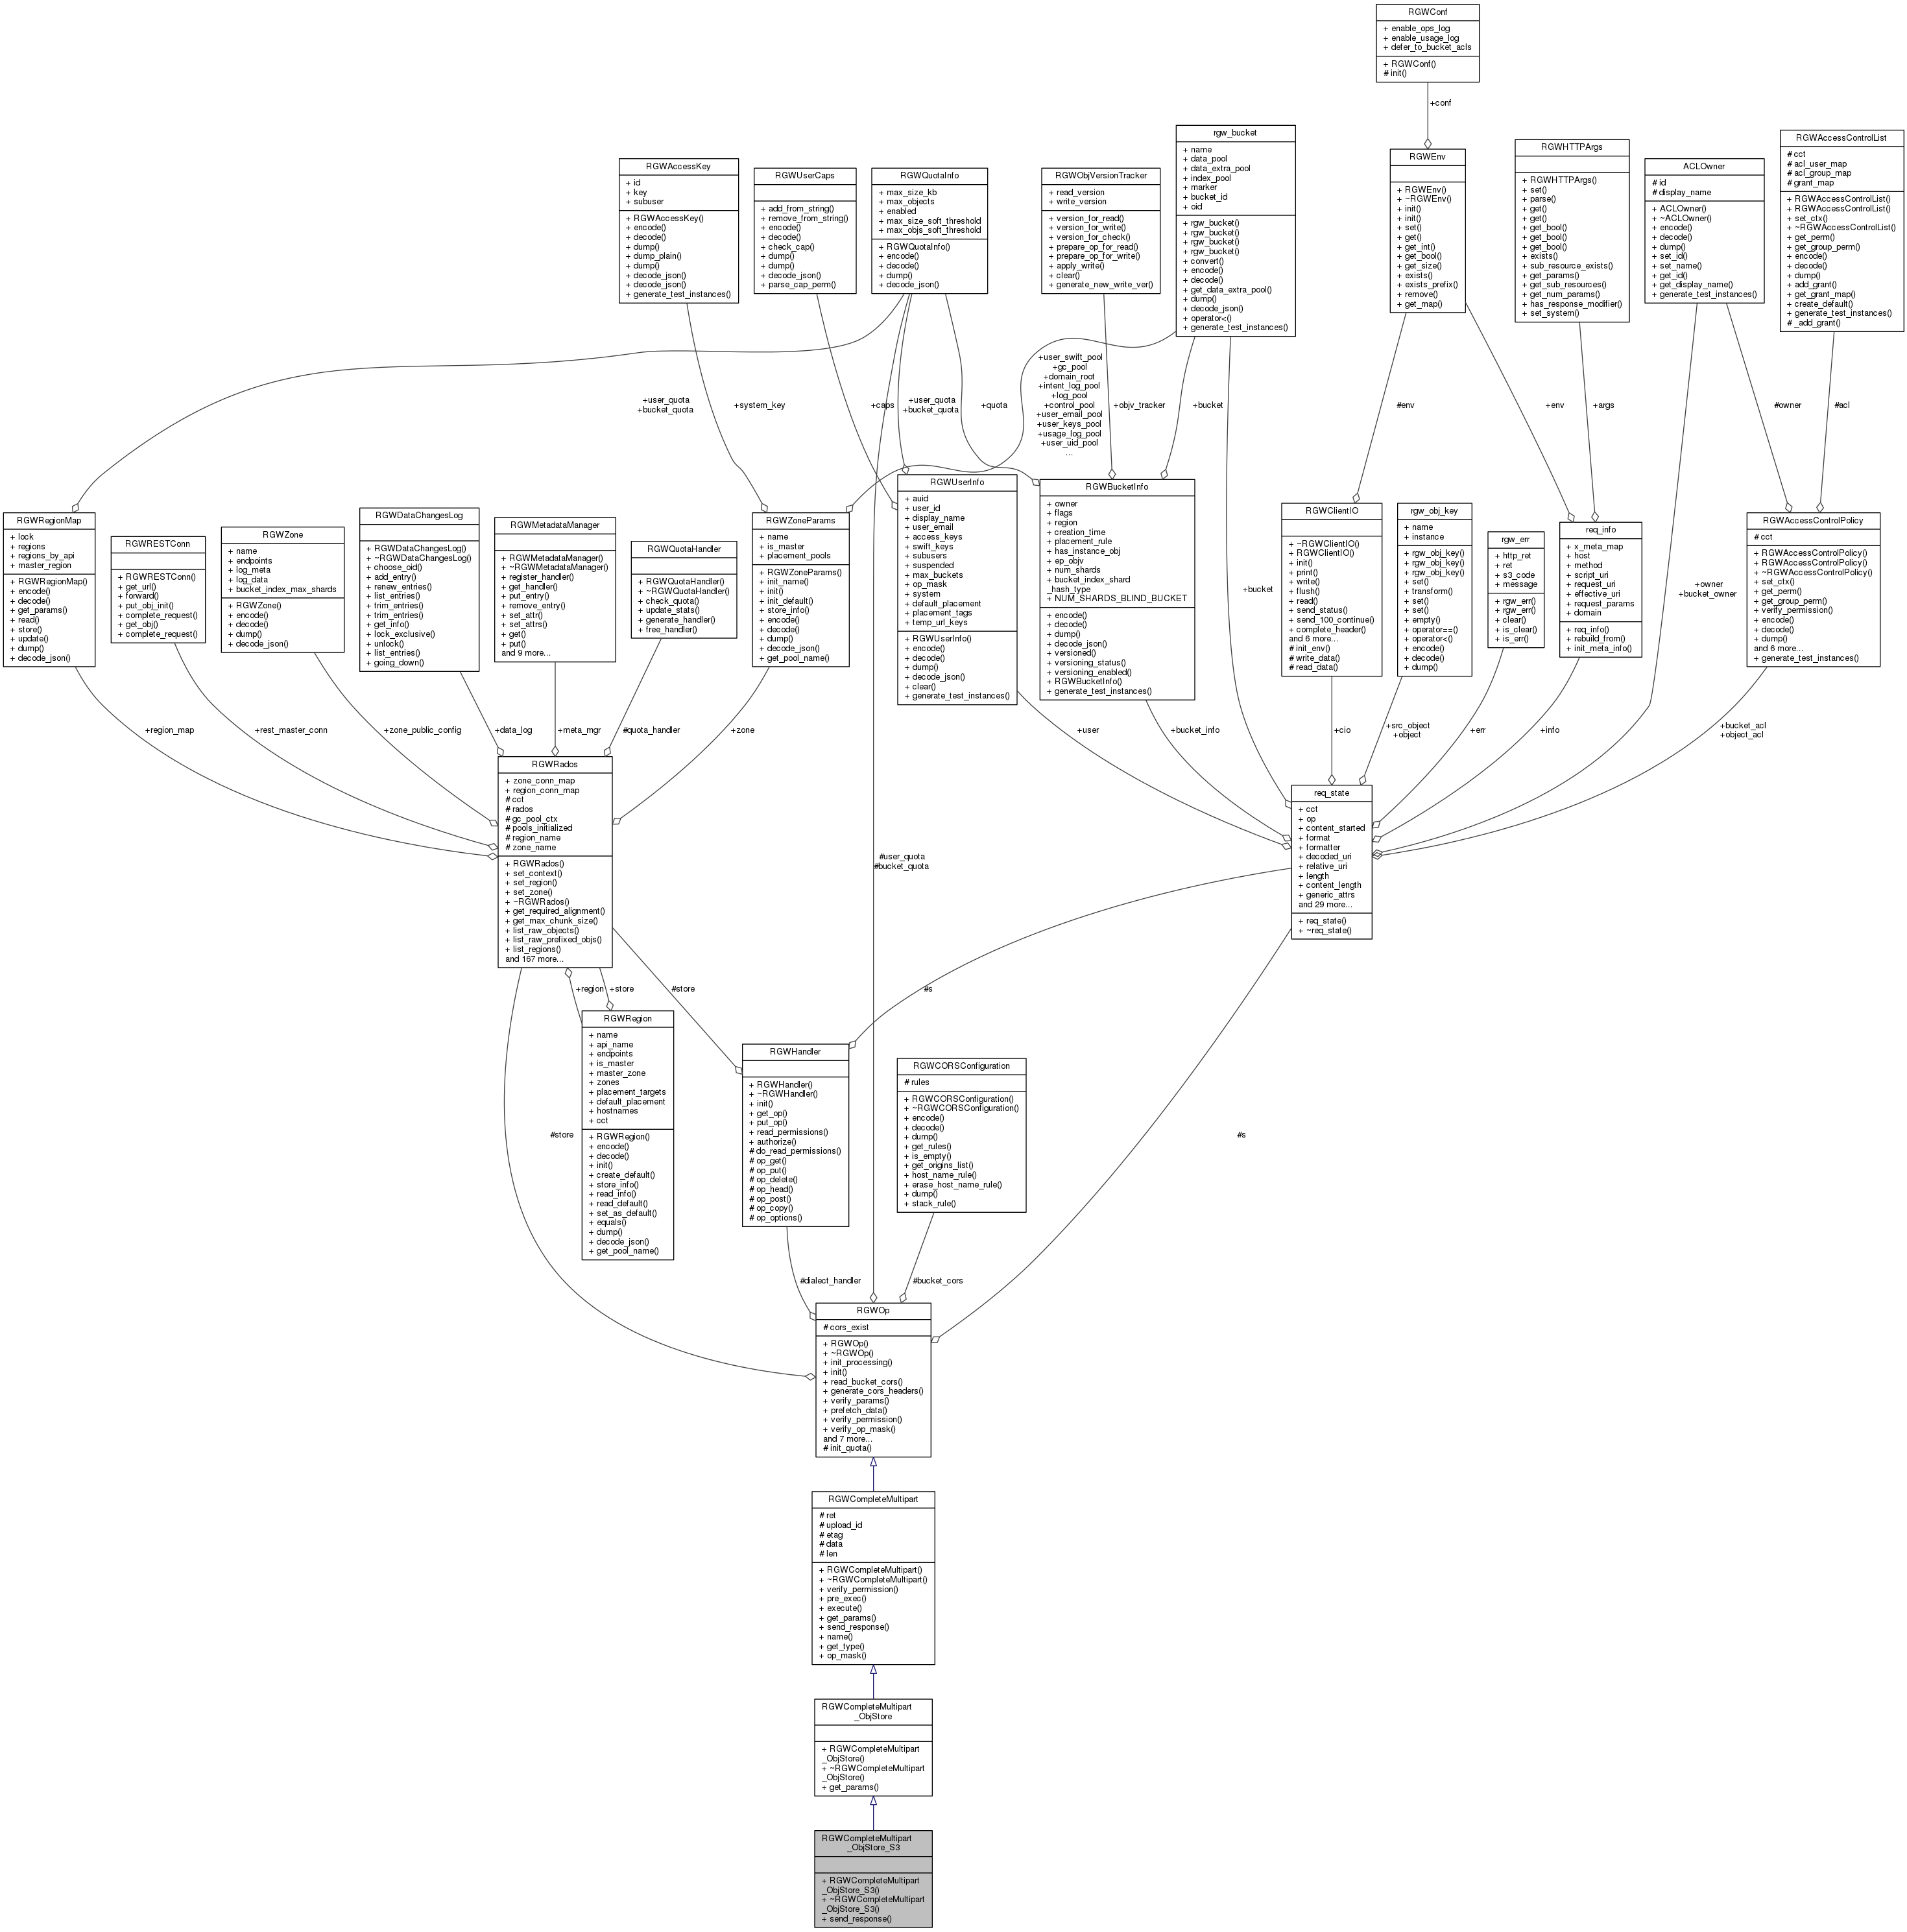 RGWConf
+ enable_ops_log
+ enable_usage_log
+ defer_to_bucket_acls
+ RGWConf()
# init()
+conf
RGWAccessKey
+ id
+ key
+ subuser
+ RGWAccessKey()
+ encode()
+ decode()
+ dump()
+ dump_plain()
+ dump()
+ decode_json()
+ decode_json()
+ generate_test_instances()
RGWUserCaps
+ add_from_string()
+ remove_from_string()
+ encode()
+ decode()
+ check_cap()
+ dump()
+ dump()
+ decode_json()
+ parse_cap_perm()
RGWQuotaInfo
+ max_size_kb
+ max_objects
+ enabled
+ max_size_soft_threshold
+ max_objs_soft_threshold
+ RGWQuotaInfo()
+ encode()
+ decode()
+ dump()
+ decode_json()
RGWObjVersionTracker
+ read_version
+ write_version
+ version_for_read()
+ version_for_write()
+ version_for_check()
+ prepare_op_for_read()
+ prepare_op_for_write()
+ apply_write()
+ clear()
+ generate_new_write_ver()
rgw_bucket
+ name
+ data_pool
+ data_extra_pool
+ index_pool
+ marker
+ bucket_id
+ oid
+ rgw_bucket()
+ rgw_bucket()
+ rgw_bucket()
+ rgw_bucket()
+ convert()
+ encode()
+ decode()
+ get_data_extra_pool()
+ dump()
+ decode_json()
+ operator<()
+ generate_test_instances()
RGWEnv
+ RGWEnv()
+ ~RGWEnv()
+ init()
+ init()
+ set()
+ get()
+ get_int()
+ get_bool()
+ get_size()
+ exists()
+ exists_prefix()
+ remove()
+ get_map()
RGWHTTPArgs
+ RGWHTTPArgs()
+ set()
+ parse()
+ get()
+ get()
+ get_bool()
+ get_bool()
+ get_bool()
+ exists()
+ sub_resource_exists()
+ get_params()
+ get_sub_resources()
+ get_num_params()
+ has_response_modifier()
+ set_system()
ACLOwner
# id
# display_name
+ ACLOwner()
+ ~ACLOwner()
+ encode()
+ decode()
+ dump()
+ set_id()
+ set_name()
+ get_id()
+ get_display_name()
+ generate_test_instances()
RGWAccessControlList
# cct
# acl_user_map
# acl_group_map
# grant_map
+ RGWAccessControlList()
+ RGWAccessControlList()
+ set_ctx()
+ ~RGWAccessControlList()
+ get_perm()
+ get_group_perm()
+ encode()
+ decode()
+ dump()
+ add_grant()
+ get_grant_map()
+ create_default()
+ generate_test_instances()
# _add_grant()
+user_quota
+bucket_quota
+system_key
+caps
+user_quota
+bucket_quota
+quota
+user_swift_pool
+gc_pool
+domain_root
+intent_log_pool
+log_pool
+control_pool
+user_email_pool
+user_keys_pool
+usage_log_pool
+user_uid_pool
...
+objv_tracker
+bucket
#env
+env
+args
#owner
#acl
RGWRegionMap
+ lock
+ regions
+ regions_by_api
+ master_region
+ RGWRegionMap()
+ encode()
+ decode()
+ get_params()
+ read()
+ store()
+ update()
+ dump()
+ decode_json()
RGWRESTConn
+ RGWRESTConn()
+ get_url()
+ forward()
+ put_obj_init()
+ complete_request()
+ get_obj()
+ complete_request()
RGWZone
+ name
+ endpoints
+ log_meta
+ log_data
+ bucket_index_max_shards
+ RGWZone()
+ encode()
+ decode()
+ dump()
+ decode_json()
RGWDataChangesLog
+ RGWDataChangesLog()
+ ~RGWDataChangesLog()
+ choose_oid()
+ add_entry()
+ renew_entries()
+ list_entries()
+ trim_entries()
+ trim_entries()
+ get_info()
+ lock_exclusive()
+ unlock()
+ list_entries()
+ going_down()
RGWMetadataManager
+ RGWMetadataManager()
+ ~RGWMetadataManager()
+ register_handler()
+ get_handler()
+ put_entry()
+ remove_entry()
+ set_attr()
+ set_attrs()
+ get()
+ put()
and 9 more...
RGWQuotaHandler
+ RGWQuotaHandler()
+ ~RGWQuotaHandler()
+ check_quota()
+ update_stats()
+ generate_handler()
+ free_handler()
RGWZoneParams
+ name
+ is_master
+ placement_pools
+ RGWZoneParams()
+ init_name()
+ init()
+ init_default()
+ store_info()
+ encode()
+ decode()
+ dump()
+ decode_json()
+ get_pool_name()
RGWUserInfo
+ auid
+ user_id
+ display_name
+ user_email
+ access_keys
+ swift_keys
+ subusers
+ suspended
+ max_buckets
+ op_mask
+ system
+ default_placement
+ placement_tags
+ temp_url_keys
+ RGWUserInfo()
+ encode()
+ decode()
+ dump()
+ decode_json()
+ clear()
+ generate_test_instances()
RGWBucketInfo
+ owner
+ flags
+ region
+ creation_time
+ placement_rule
+ has_instance_obj
+ ep_objv
+ num_shards
+ bucket_index_shard
_hash_type
+ NUM_SHARDS_BLIND_BUCKET
+ encode()
+ decode()
+ dump()
+ decode_json()
+ versioned()
+ versioning_status()
+ versioning_enabled()
+ RGWBucketInfo()
+ generate_test_instances()
+bucket
RGWClientIO
+ ~RGWClientIO()
+ RGWClientIO()
+ init()
+ print()
+ write()
+ flush()
+ read()
+ send_status()
+ send_100_continue()
+ complete_header()
and 6 more...
# init_env()
# write_data()
# read_data()
rgw_obj_key
+ name
+ instance
+ rgw_obj_key()
+ rgw_obj_key()
+ rgw_obj_key()
+ set()
+ transform()
+ set()
+ set()
+ empty()
+ operator==()
+ operator<()
+ encode()
+ decode()
+ dump()
rgw_err
+ http_ret
+ ret
+ s3_code
+ message
+ rgw_err()
+ rgw_err()
+ clear()
+ is_clear()
+ is_err()
req_info
+ x_meta_map
+ host
+ method
+ script_uri
+ request_uri
+ effective_uri
+ request_params
+ domain
+ req_info()
+ rebuild_from()
+ init_meta_info()
+owner
+bucket_owner
RGWAccessControlPolicy
# cct
+ RGWAccessControlPolicy()
+ RGWAccessControlPolicy()
+ ~RGWAccessControlPolicy()
+ set_ctx()
+ get_perm()
+ get_group_perm()
+ verify_permission()
+ encode()
+ decode()
+ dump()
and 6 more...
+ generate_test_instances()
+region_map
+rest_master_conn
+zone_public_config
+data_log
+meta_mgr
#quota_handler
+zone
+user
+bucket_info
+cio
+src_object
+object
+err
+info
+bucket_acl
+object_acl
RGWRados
+ zone_conn_map
+ region_conn_map
# cct
# rados
# gc_pool_ctx
# pools_initialized
# region_name
# zone_name
+ RGWRados()
+ set_context()
+ set_region()
+ set_zone()
+ ~RGWRados()
+ get_required_alignment()
+ get_max_chunk_size()
+ list_raw_objects()
+ list_raw_prefixed_objs()
+ list_regions()
and 167 more...
#user_quota
#bucket_quota
req_state
+ cct
+ op
+ content_started
+ format
+ formatter
+ decoded_uri
+ relative_uri
+ length
+ content_length
+ generic_attrs
and 29 more...
+ req_state()
+ ~req_state()
+region
+store
#store
#s
RGWRegion
+ name
+ api_name
+ endpoints
+ is_master
+ master_zone
+ zones
+ placement_targets
+ default_placement
+ hostnames
+ cct
+ RGWRegion()
+ encode()
+ decode()
+ init()
+ create_default()
+ store_info()
+ read_info()
+ read_default()
+ set_as_default()
+ equals()
+ dump()
+ decode_json()
+ get_pool_name()
RGWHandler
+ RGWHandler()
+ ~RGWHandler()
+ init()
+ get_op()
+ put_op()
+ read_permissions()
+ authorize()
# do_read_permissions()
# op_get()
# op_put()
# op_delete()
# op_head()
# op_post()
# op_copy()
# op_options()
RGWCORSConfiguration
# rules
+ RGWCORSConfiguration()
+ ~RGWCORSConfiguration()
+ encode()
+ decode()
+ dump()
+ get_rules()
+ is_empty()
+ get_origins_list()
+ host_name_rule()
+ erase_host_name_rule()
+ dump()
+ stack_rule()
#store
#s
#dialect_handler
#bucket_cors
RGWOp
# cors_exist
+ RGWOp()
+ ~RGWOp()
+ init_processing()
+ init()
+ read_bucket_cors()
+ generate_cors_headers()
+ verify_params()
+ prefetch_data()
+ verify_permission()
+ verify_op_mask()
and 7 more...
# init_quota()
RGWCompleteMultipart
# ret
# upload_id
# etag
# data
# len
+ RGWCompleteMultipart()
+ ~RGWCompleteMultipart()
+ verify_permission()
+ pre_exec()
+ execute()
+ get_params()
+ send_response()
+ name()
+ get_type()
+ op_mask()
RGWCompleteMultipart
_ObjStore
+ RGWCompleteMultipart
_ObjStore()
+ ~RGWCompleteMultipart
_ObjStore()
+ get_params()
RGWCompleteMultipart
_ObjStore_S3
+ RGWCompleteMultipart
_ObjStore_S3()
+ ~RGWCompleteMultipart
_ObjStore_S3()
+ send_response()